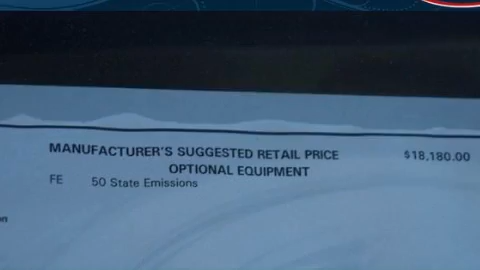 MANUFACTURER'S SUGGESTED RETAIL PRICE $18,180.00
OPTIONAL EQUIPMENT
FE 50 State Emissions